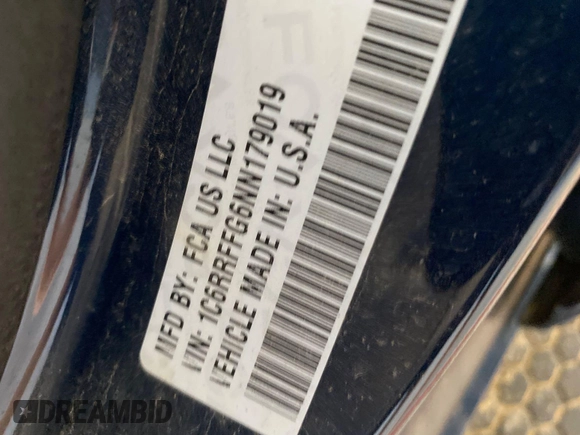 MFD BY: FCA US LLC
VIN: 1C6RRFFG6NN179019
VEHICLE MADE IN: U.S.A.
DREAMBID